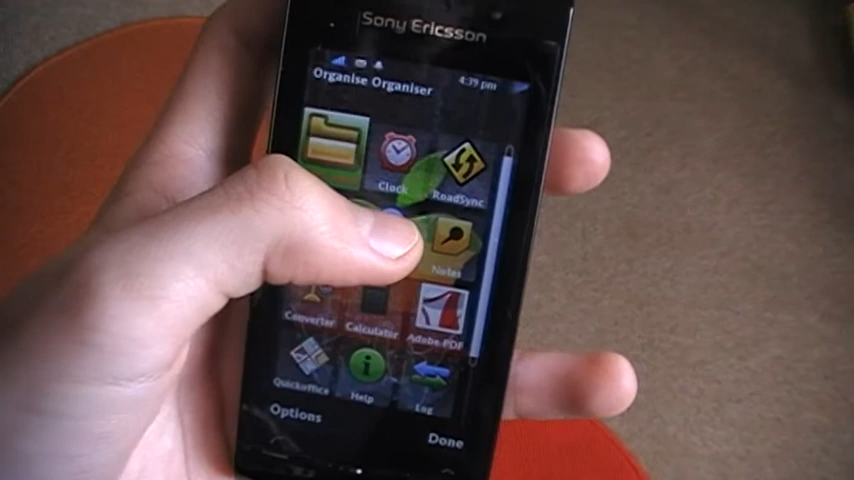 Sony Ericsson
4:39 pm
Organise Organiser
Clock
RoadSync
Notes
Converter
Calculator
Adobe PDF
Quickoffice
Help
Log
Options
Done